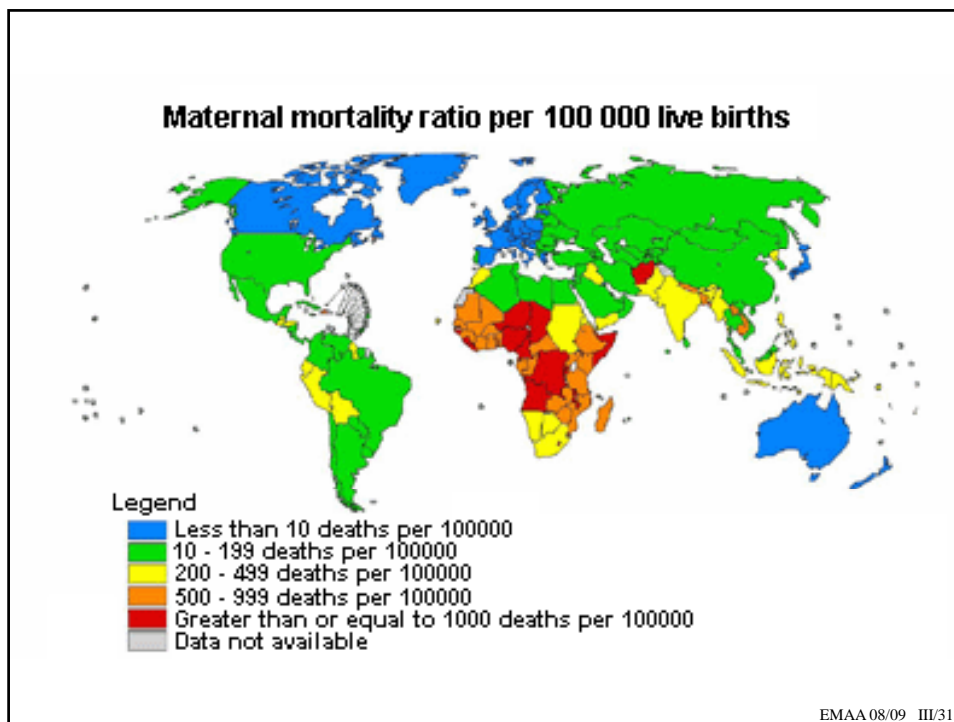 Maternal mortality ratio per 100 000 live births
Legend
Less than 10 deaths per 100000
10 - 199 deaths per 100000
200 - 499 deaths per 100000
500 - 999 deaths per 100000
Greater than or equal to 1000 deaths per 100000
Data not available
EMAA 08/09 III/31